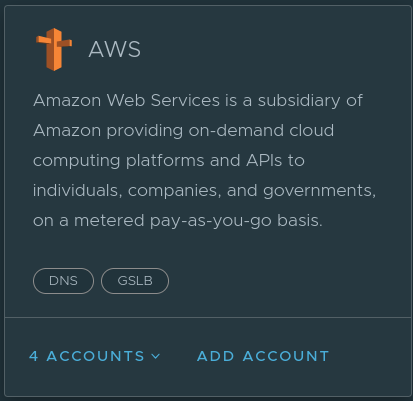 AWS
Amazon Web Services is a subsidiary of
Amazon providing on-demand cloud
computing platforms and APIs to
individuals, companies, and governments,
on a metered pay-as-you-go basis.
DNS GSLB
4 ACCOUNTS ADD ACCOUNT